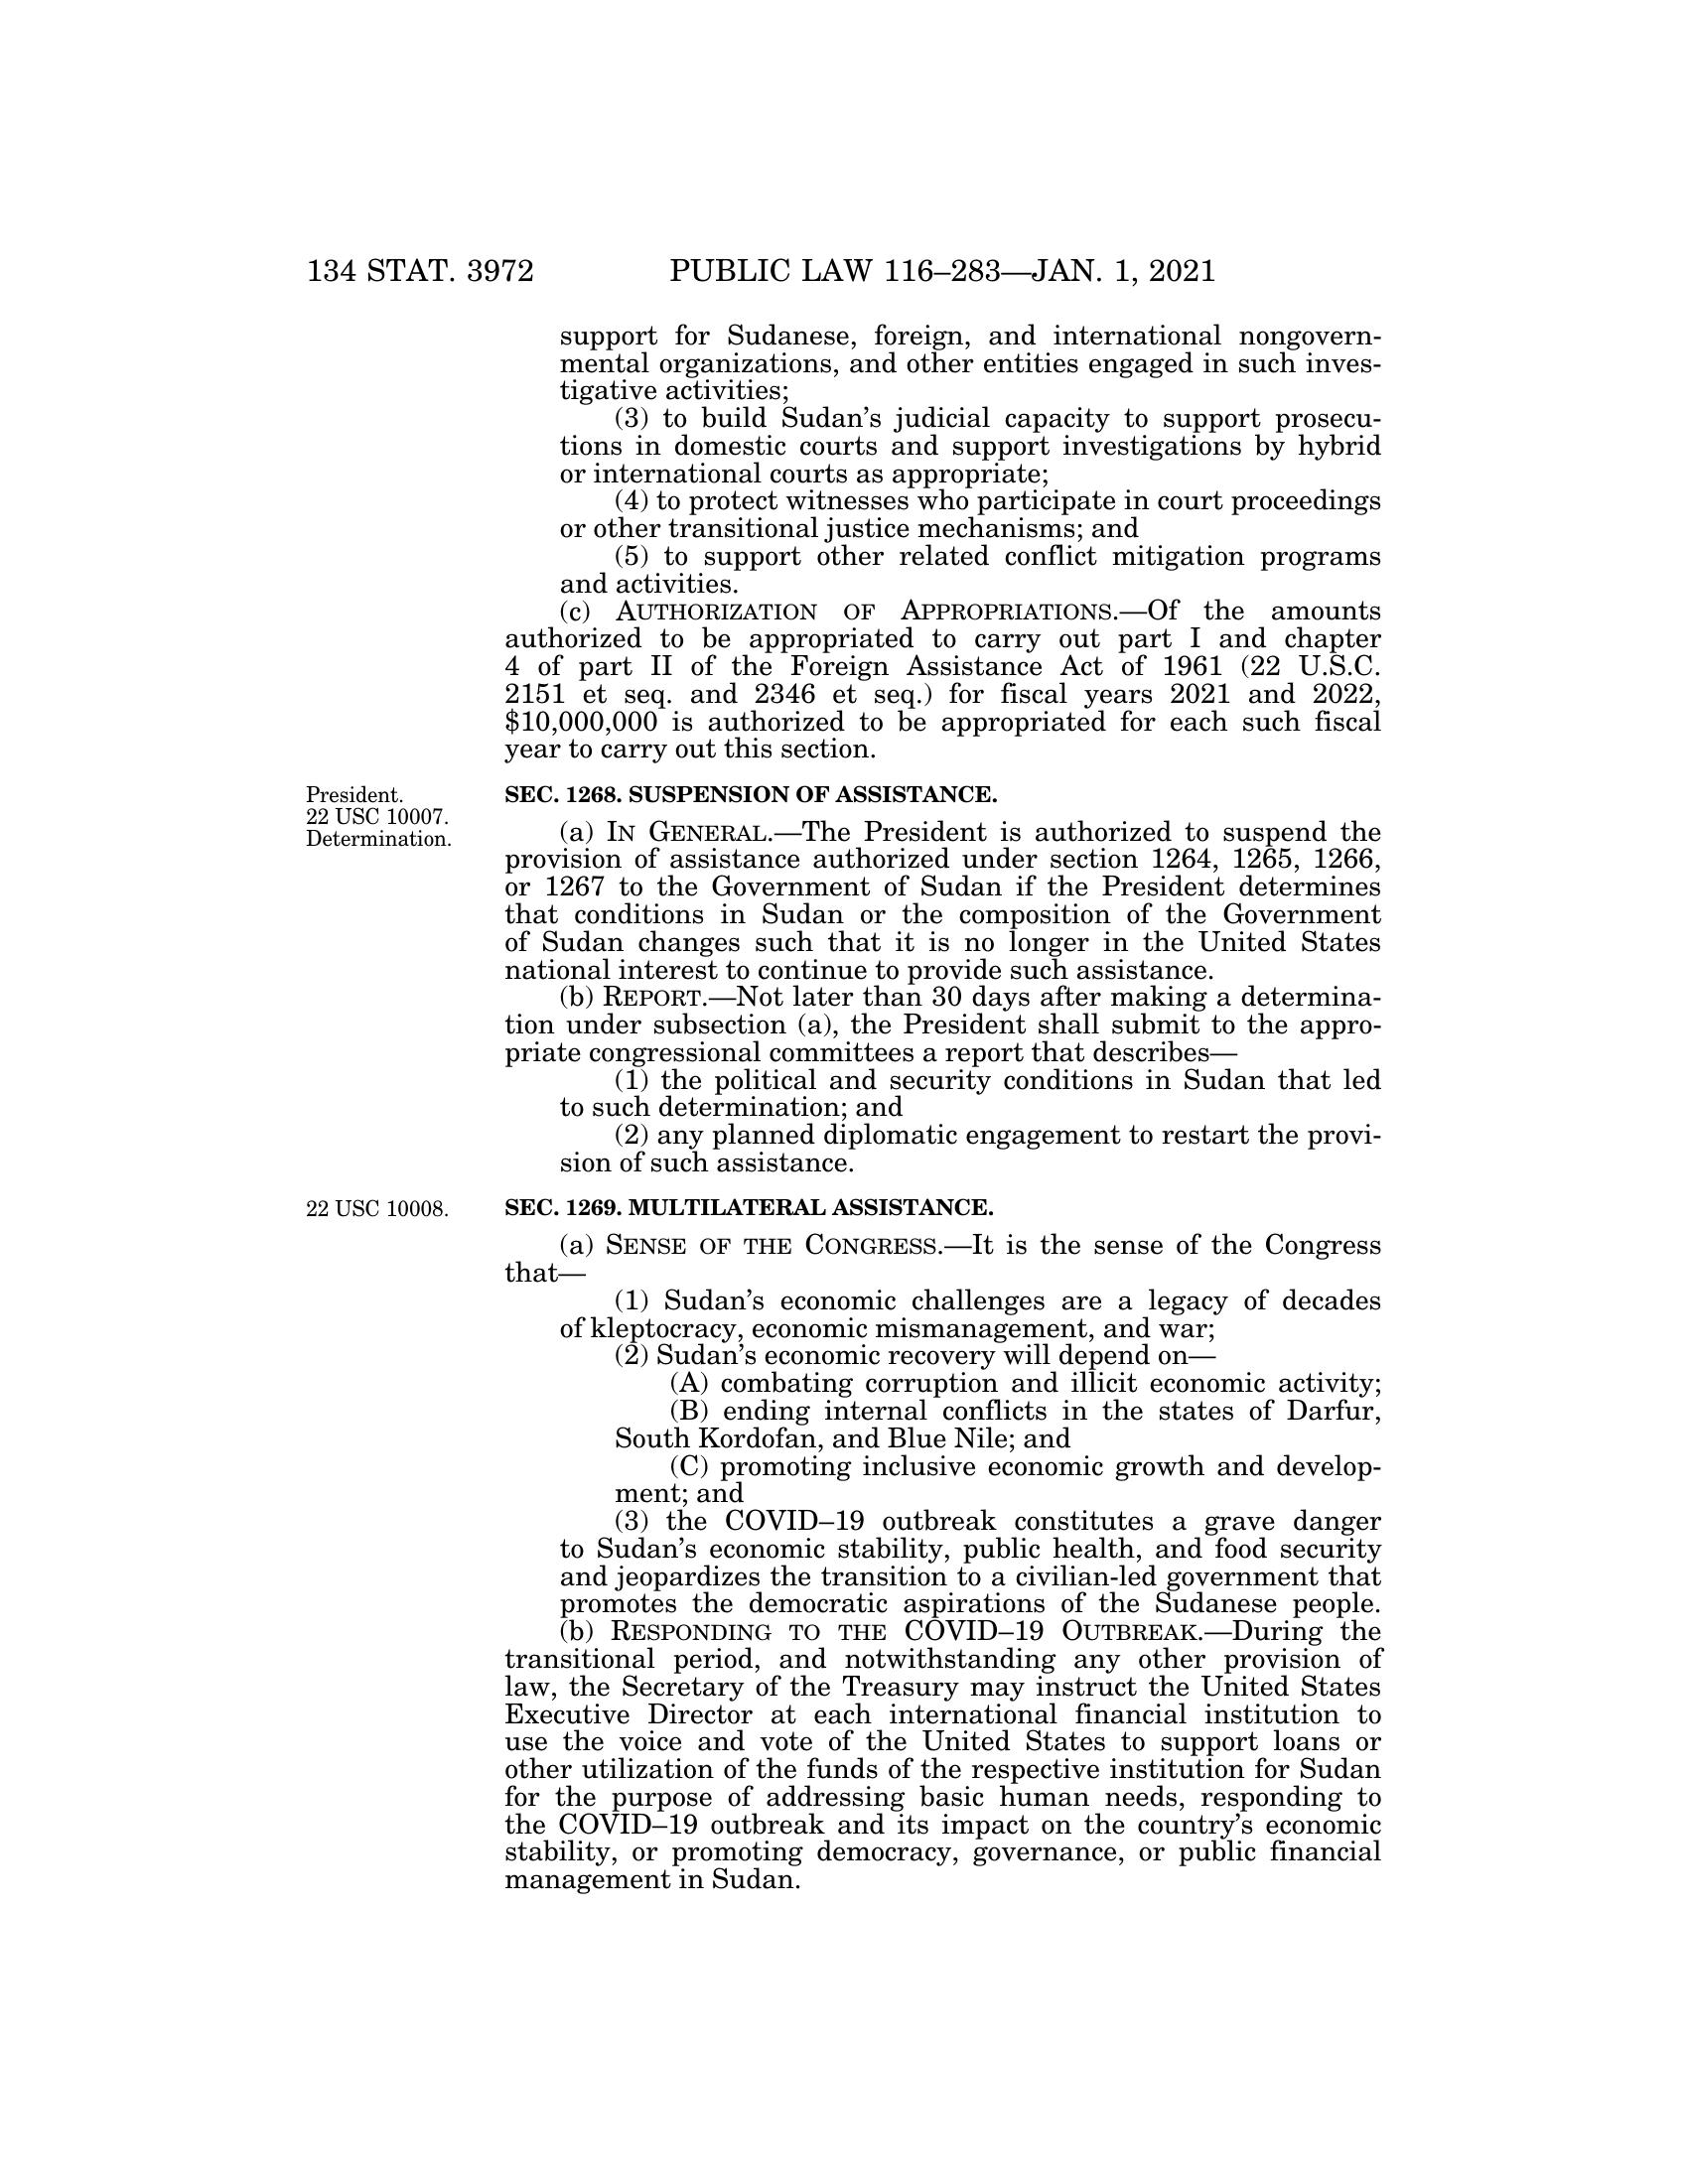 134 STAT. 3972 PUBLIC LAW 116–283—JAN. 1, 2021
support for Sudanese, foreign, and international nongovern-
mental organizations, and other entities engaged in such inves-
tigative activities;
(3) to build Sudan's judicial capacity to support prosecu-
tions in domestic courts and support investigations by hybrid
or international courts as appropriate;
(4) to protect witnesses who participate in court proceedings
or other transitional justice mechanisms; and
(5) to support other related conflict mitigation programs
and activities.
(c) AUTHORIZATION OF APPROPRIATIONS.—Of the amounts
authorized to be appropriated to carry out part I and chapter
4 of part II of the Foreign Assistance Act of 1961 (22 U.S.C.
2151 et seq. and 2346 et seq.) for fiscal years 2021 and 2022,
$10,000,000 is authorized to be appropriated for each such fiscal
year to carry out this section.
President.
22 USC 10007.
Determination.
SEC. 1268. SUSPENSION OF ASSISTANCE.
(a) IN GENERAL.—The President is authorized to suspend the
provision of assistance authorized under section 1264, 1265, 1266,
or 1267 to the Government of Sudan if the President determines
that conditions in Sudan or the composition of the Government
of Sudan changes such that it is no longer in the United States
national interest to continue to provide such assistance.
(b) REPORT.—Not later than 30 days after making a determina-
tion under subsection (a), the President shall submit to the appro-
priate congressional committees a report that describes—
(1) the political and security conditions in Sudan that led
to such determination; and
(2) any planned diplomatic engagement to restart the provi-
sion of such assistance.
22 USC 10008.
SEC. 1269. MULTILATERAL ASSISTANCE.
(a) SENSE OF THE CONGRESS.—It is the sense of the Congress
that—
(1) Sudan's economic challenges are a legacy of decades
of kleptocracy, economic mismanagement, and war;
(2) Sudan's economic recovery will depend on—
(A) combating corruption and illicit economic activity;
(B) ending internal conflicts in the states of Darfur,
South Kordofan, and Blue Nile; and
(C) promoting inclusive economic growth and develop-
ment; and
(3) the COVID–19 outbreak constitutes a grave danger
to Sudan's economic stability, public health, and food security
and jeopardizes the transition to a civilian-led government that
promotes the democratic aspirations of the Sudanese people.
(b) RESPONDING TO THE COVID–19 OUTBREAK.—During the
transitional period, and notwithstanding any other provision of
law, the Secretary of the Treasury may instruct the United States
Executive Director at each international financial institution to
use the voice and vote of the United States to support loans or
other utilization of the funds of the respective institution for Sudan
for the purpose of addressing basic human needs, responding to
the COVID–19 outbreak and its impact on the country's economic
stability, or promoting democracy, governance, or public financial
management in Sudan.